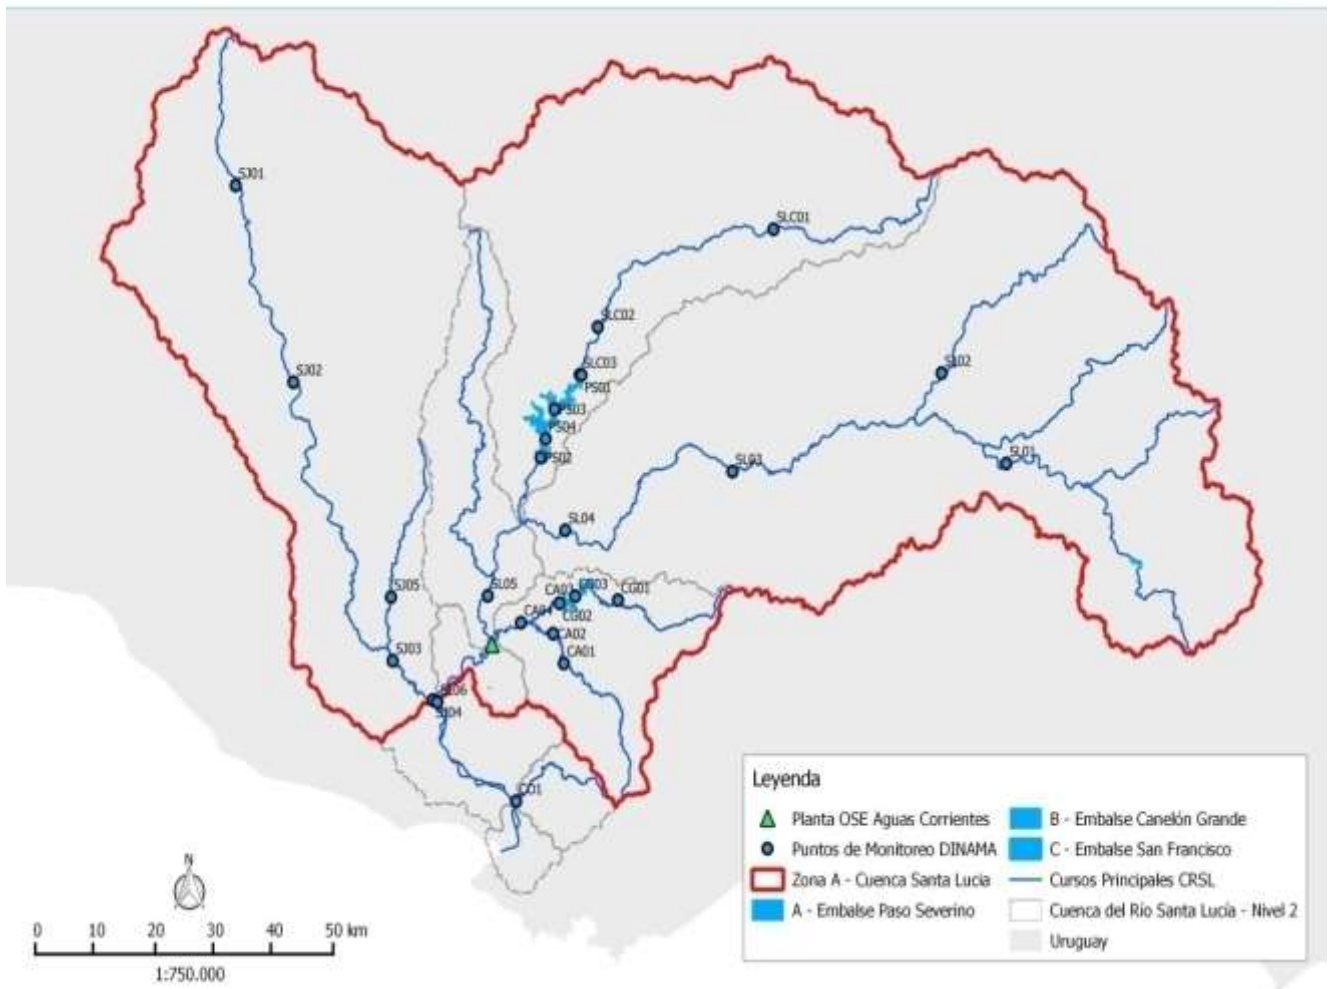 SJ01
SLC01
SLC02
SLC03
PS01
SJ02
SL02
PS03
PS04
PS02
SL03
SL01
SL04
SJ05
SL05
CA03
CG03
CG01
CG02
CA04
CA02
CA01
SJ03
SL06
SJ04
Leyenda
Planta OSE Aguas Corrientes
Puntos de Monitoreo DINAMA
Zona A - Cuenca Santa Lucia
A - Embalse Paso Severino
B - Embalse Canelón Grande
C - Embalse San Francisco
Cursos Principales CRSL
Cuenca del Río Santa Lucía - Nivel 2
Uruguay
N
0 10 20 30 40 50 km
1:750.000